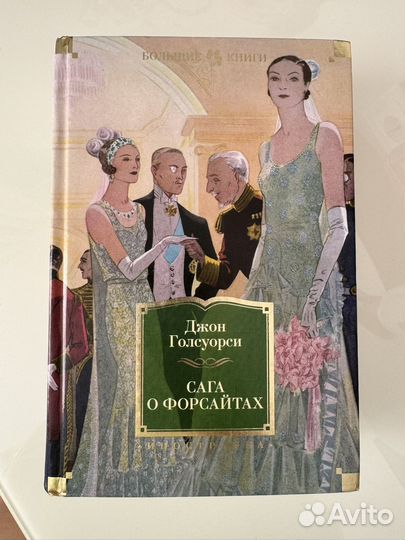 БОЛЬШИЕ КНИГИ
Джон
Голсуорси
САГА
О ФОРСАЙТАХ
Avito